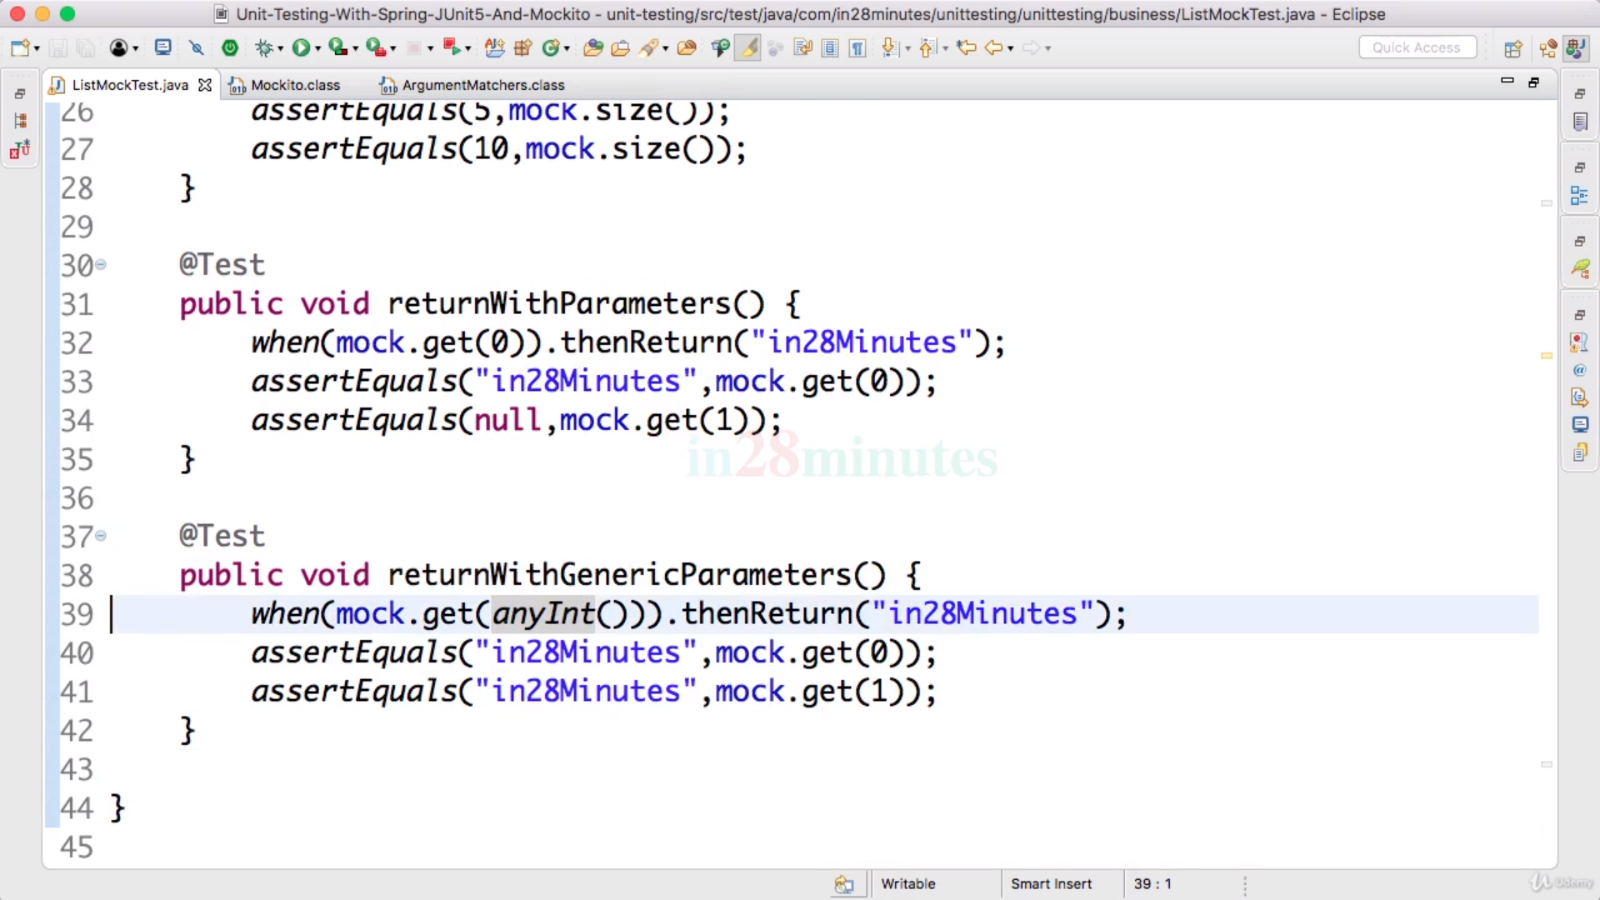 Unit-Testing-With-Spring-JUnit5-And-Mockito - unit-testing/src/test/java/com/in28minutes/unittesting/unittesting/business/ListMockTest.java - Eclipse
Quick Access
ListMockTest.java Mockito.class ArgumentMatchers.class
26 assertEquals(5,mock.size());
27 assertEquals(10,mock.size());
28 }
29
30 @Test
31 public void returnWithParameters() {
32 when(mock.get(0)).thenReturn("in28Minutes");
33 assertEquals("in28Minutes",mock.get(0));
34 assertEquals(null,mock.get(1));
35 }
in28minutes
36
37 @Test
38 public void returnWithGenericParameters() {
39 when(mock.get(anyInt())).thenReturn("in28Minutes");
40 assertEquals("in28Minutes",mock.get(0));
41 assertEquals("in28Minutes",mock.get(1));
42 }
43
44 }
45
Writable Smart Insert 39 : 1
Udemy